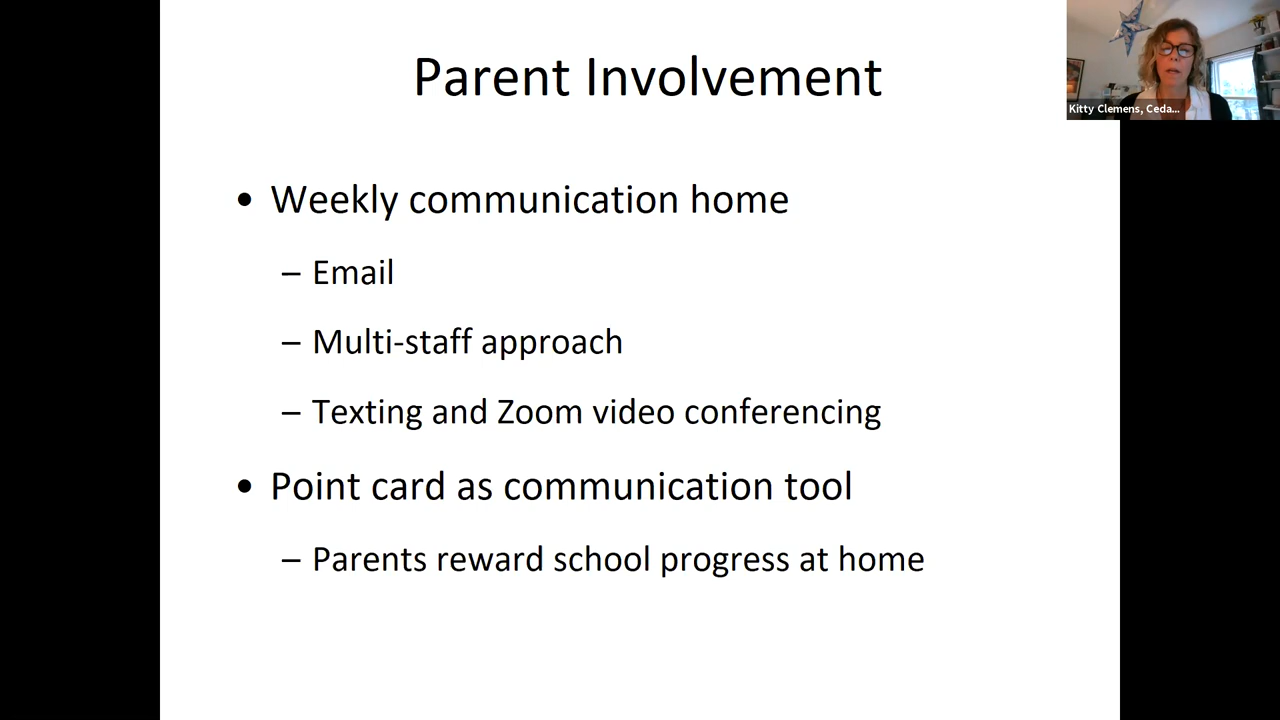 Parent Involvement
Kitty Clemens, Ceda...
• Weekly communication home
– Email
– Multi-staff approach
– Texting and Zoom video conferencing
• Point card as communication tool
– Parents reward school progress at home